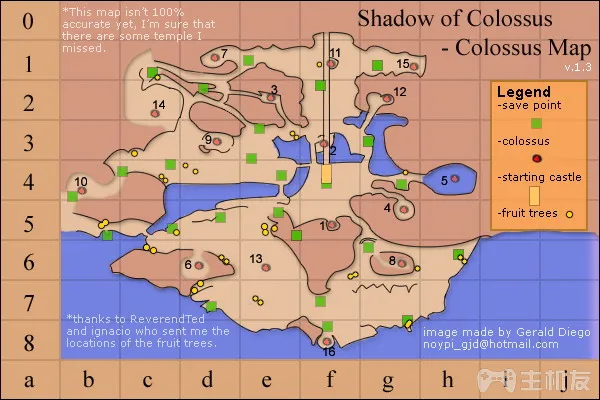 0
*This map isn't 100%
accurate yet, I'm sure that
there are some temple I
missed.
Shadow of Colossus
- Colossus Map
v.1.3
1
7
11
15
2
3
12
14
Legend
-save point
-colossus
-starting castle
-fruit trees
3
9
2
4
10
5
4
5
1
6
6
13
8
7
*thanks to ReverendTed
and ignacio who sent me the
locations of the fruit trees.
image made by Gerald Diego
noypi_gjd@hotmail.com
8
16
a b c d e f g h i j
主机友